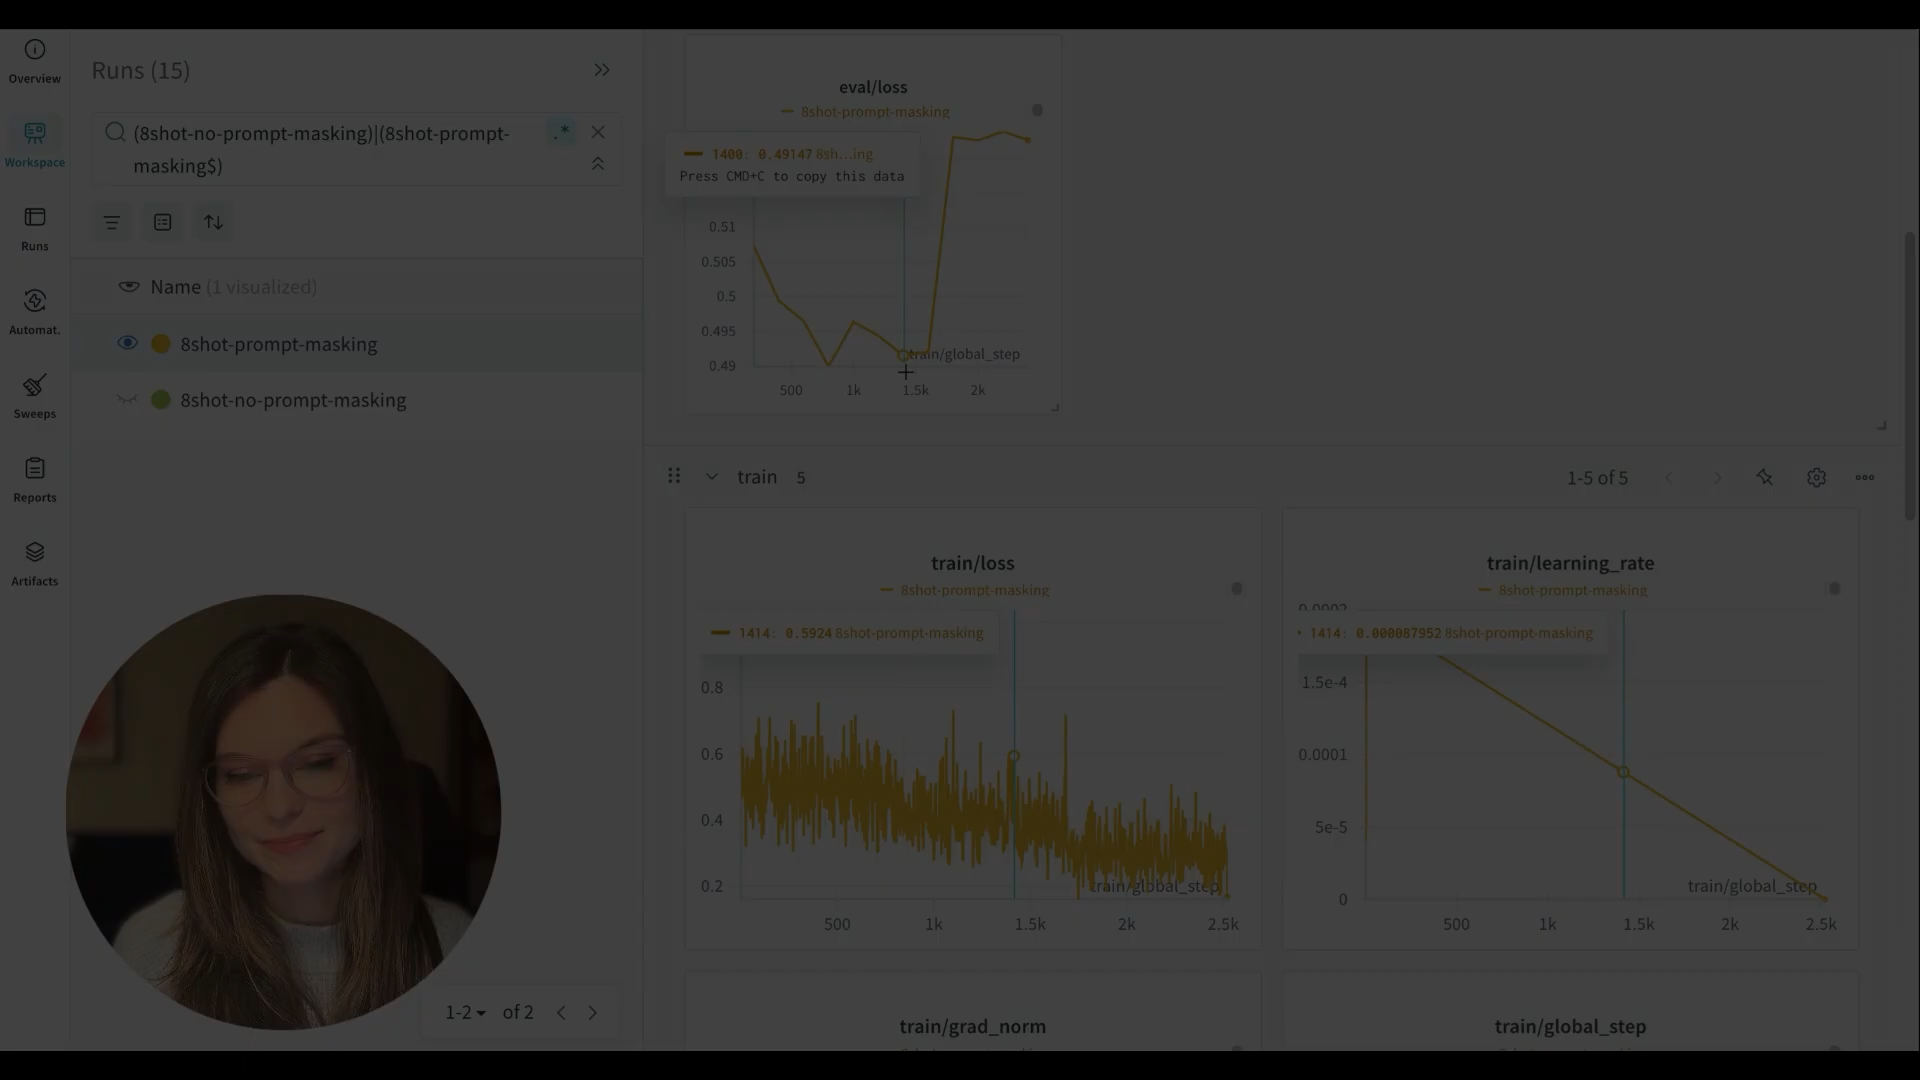 Overview
Workspace
Runs
Automat.
Sweeps
Reports
Artifacts
Runs (15)
(8shot-no-prompt-masking)|(8shot-prompt-
masking$)
.*
Name (1 visualized)
8shot-prompt-masking
8shot-no-prompt-masking
1-2 of 2
eval/loss
8shot-prompt-masking
1400: 0.49147 8sh...ing
Press CMD+C to copy this data
0.51
0.505
0.5
0.495
0.49
train/global_step
500 1k 1.5k 2k
train 5
1-5 of 5
train/loss
8shot-prompt-masking
1414: 0.5924 8shot-prompt-masking
0.8
0.6
0.4
0.2
train/global_step
500 1k 1.5k 2k 2.5k
train/learning_rate
8shot-prompt-masking
0.0002
1414: 0.000087952 8shot-prompt-masking
1.5e-4
0.0001
5e-5
0
train/global_step
500 1k 1.5k 2k 2.5k
train/grad_norm
train/global_step